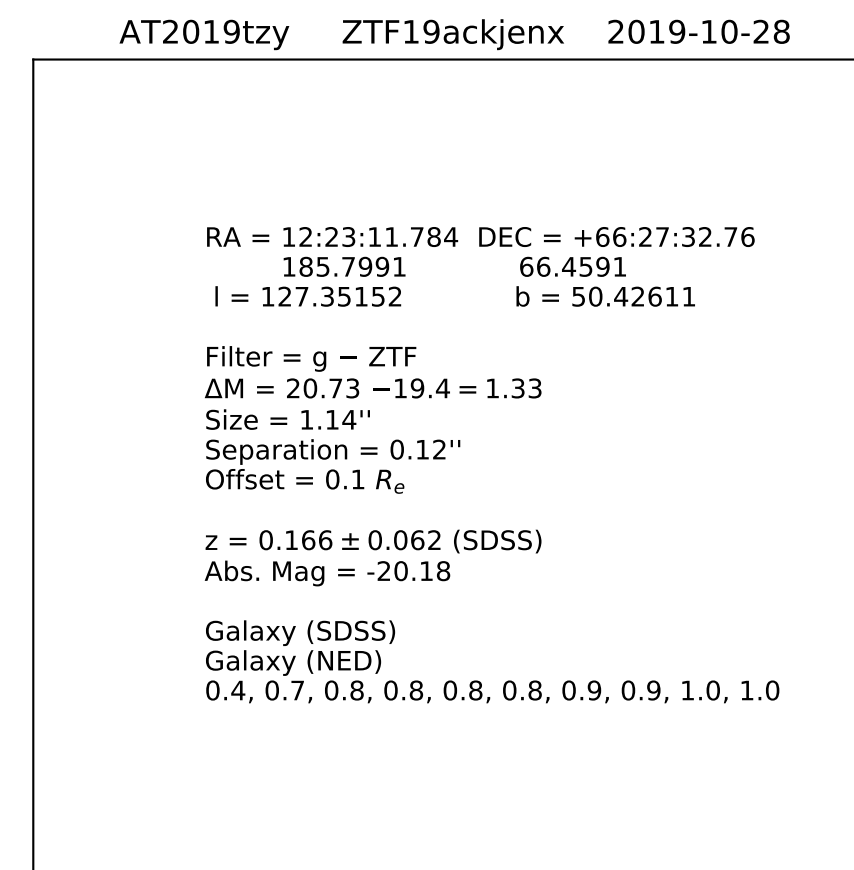 AT2019tzy ZTF19ackjenx 2019-10-28
RA = 12:23:11.784 DEC = +66:27:32.76
185.7991 66.4591
l = 127.35152 b = 50.42611
Filter = g − ZTF
ΔM = 20.73 −19.4 = 1.33
Size = 1.14''
Separation = 0.12''
Offset = 0.1 Rₑ
z = 0.166 ± 0.062 (SDSS)
Abs. Mag = -20.18
Galaxy (SDSS)
Galaxy (NED)
0.4, 0.7, 0.8, 0.8, 0.8, 0.8, 0.9, 0.9, 1.0, 1.0